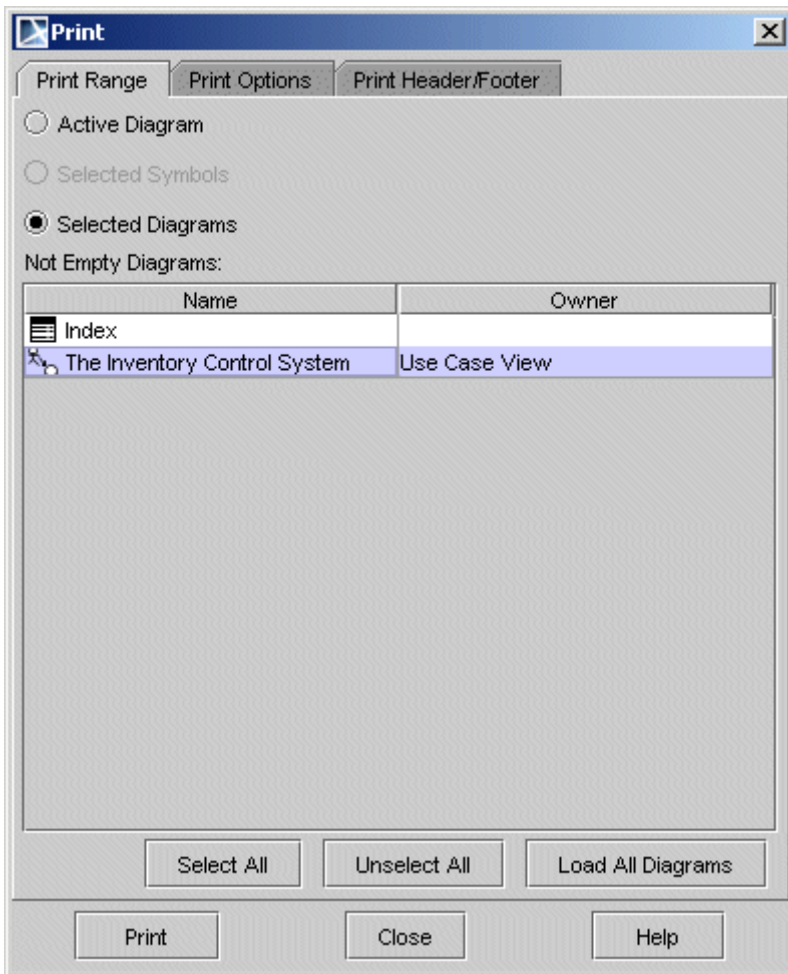 Print
Print Range Print Options Print Header/Footer
Active Diagram
Selected Symbols
Selected Diagrams
Not Empty Diagrams:
Name Owner
Index
The Inventory Control System Use Case View
Select All Unselect All Load All Diagrams
Print Close Help